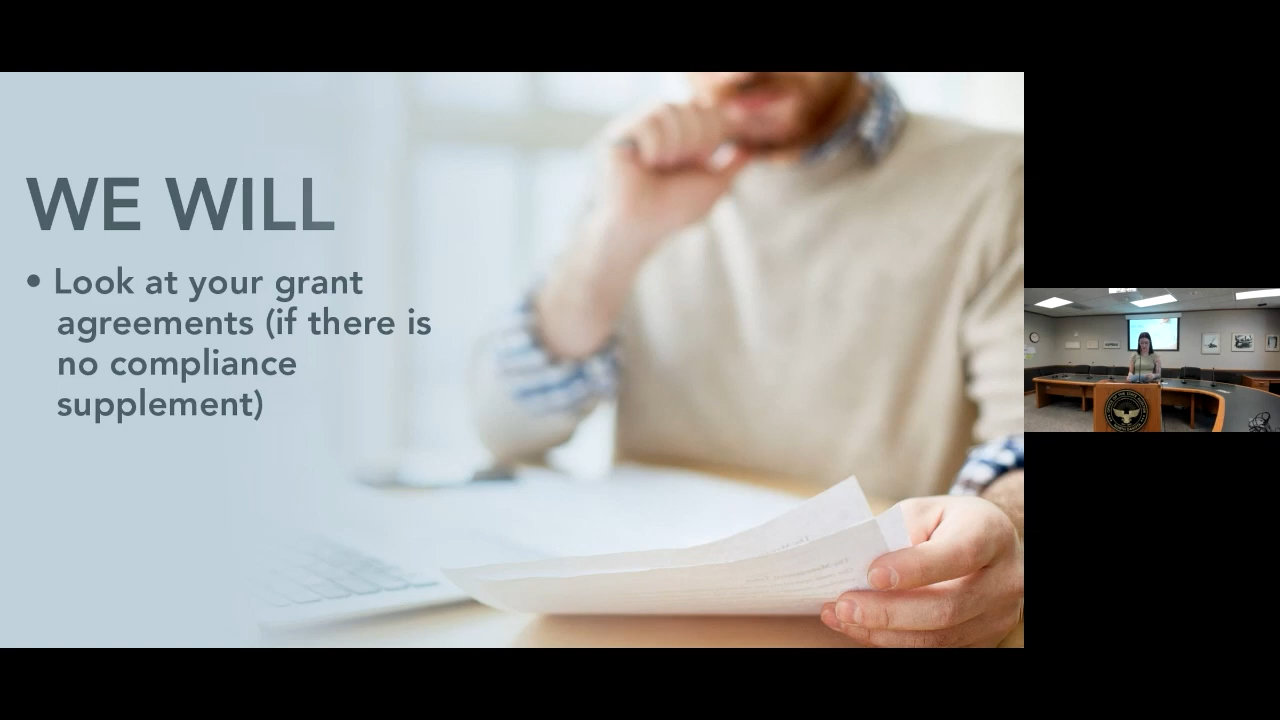 WE WILL
• Look at your grant
agreements (if there is
no compliance
supplement)